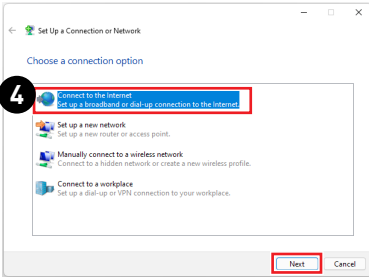 Set Up a Connection or Network
Choose a connection option
4
Connect to the Internet
Set up a broadband or dial-up connection to the Internet.
Set up a new network
Set up a new router or access point.
Manually connect to a wireless network
Connect to a hidden network or create a new wireless profile.
Connect to a workplace
Set up a dial-up or VPN connection to your workplace.
Next Cancel